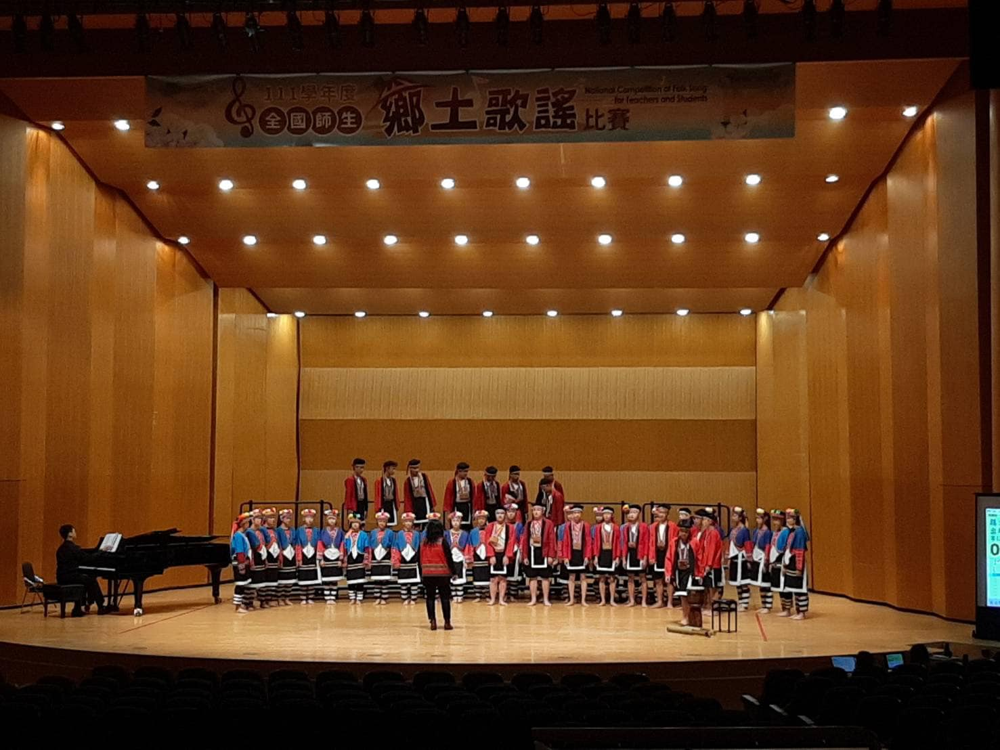 111學年度
全國師生
鄉土歌謠
比賽
National Competition of Folk Song
for Teachers and Students
0